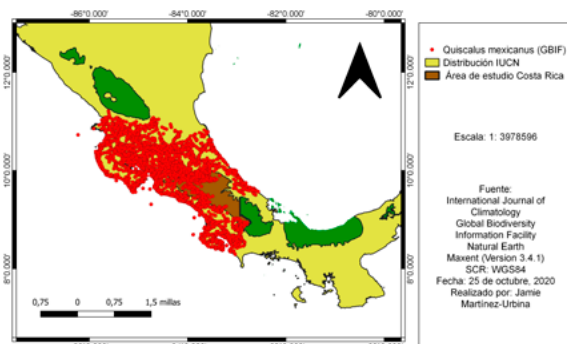 -86°0.000' -84°0.000' -82°0.000' -80°0.000'
12°0.000'
10°0.000'
8°0.000'
0,75 0 0,75 1,5 millas
Quiscalus mexicanus (GBIF)
Distribución IUCN
Área de estudio Costa Rica
Escala: 1: 3978596
Fuente:
International Journal of
Climatology
Global Biodiversity
Information Facility
Natural Earth
Maxent (Version 3.4.1)
SCR: WGS84
Fecha: 25 de octubre, 2020
Realizado por: Jamie
Martínez-Urbina